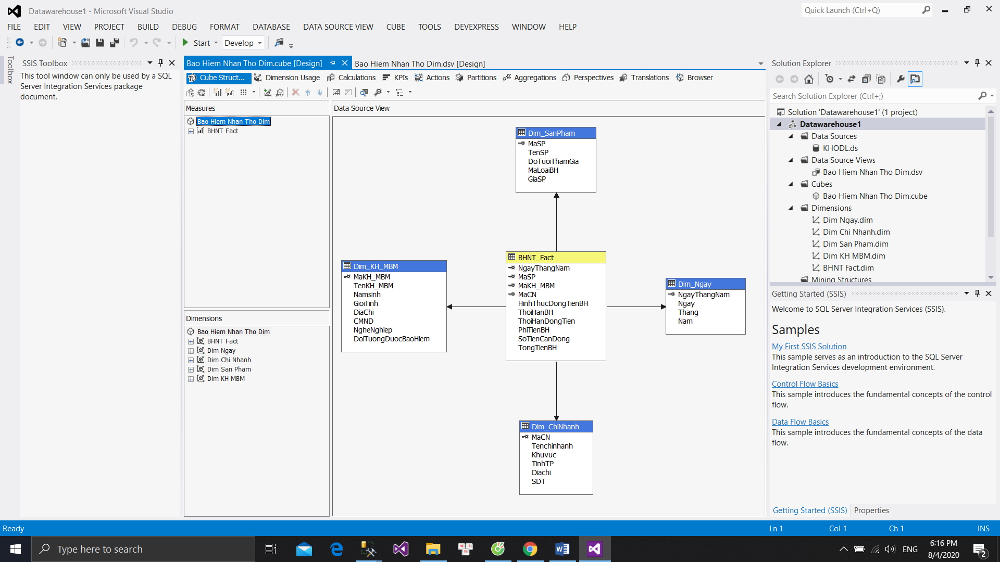 Datawarehouse1 - Microsoft Visual Studio
Quick Launch (Ctrl+Q)
FILE EDIT VIEW PROJECT BUILD DEBUG FORMAT DATABASE DATA SOURCE VIEW CUBE TOOLS DEVEXPRESS WINDOW HELP
Start Develop
Toolbox
SSIS Toolbox
This tool window can only be used by a SQL
Server Integration Services package
document.
Bao Hiem Nhan Tho Dim.cube [Design]
Bao Hiem Nhan Tho Dim.dsv [Design]
Cube Struct... Dimension Usage Calculations KPIs Actions Partitions Aggregations Perspectives Translations Browser
Measures
Bao Hiem Nhan Tho Dim
BHNT Fact
Dimensions
Bao Hiem Nhan Tho Dim
BHNT Fact
Dim Ngay
Dim Chi Nhanh
Dim San Pham
Dim KH MBM
Data Source View
Dim_SanPham
MaSP
TenSP
DoTuoiThamGia
MaLoaiBH
GiaSP
Dim_KH_MBM
MaKH_MBM
TenKH_MBM
Namsinh
GioiTinh
DiaChi
CMND
NgheNghiep
DoiTuongDuocBaoHiem
BHNT_Fact
NgayThangNam
MaSP
MaKH_MBM
MaCN
HinhThucDongTienBH
ThoiHanBH
ThoiHanDongTien
PhiTienBH
SoTienCanDong
TongTienBH
Dim_Ngay
NgayThangNam
Ngay
Thang
Nam
Dim_ChiNhanh
MaCN
Tenchinhanh
Khuvuc
TinhTP
Diachi
SDT
Solution Explorer
Search Solution Explorer (Ctrl+;)
Solution 'Datawarehouse1' (1 project)
Datawarehouse1
Data Sources
KHODL.ds
Data Source Views
Bao Hiem Nhan Tho Dim.dsv
Cubes
Bao Hiem Nhan Tho Dim.cube
Dimensions
Dim Ngay.dim
Dim Chi Nhanh.dim
Dim San Pham.dim
Dim KH MBM.dim
BHNT Fact.dim
Mining Structures
Getting Started (SSIS)
Welcome to SQL Server Integration Services (SSIS).
Samples
My First SSIS Solution
This sample serves as an introduction to the SQL Server
Integration Services development environment.
Control Flow Basics
This sample introduces the fundamental concepts of the control
flow.
Data Flow Basics
This sample introduces the fundamental concepts of the data
flow.
Getting Started (SSIS) Properties
Ready
Ln 1 Col 1 Ch 1 INS
Type here to search
ENG
6:16 PM
8/4/2020
2